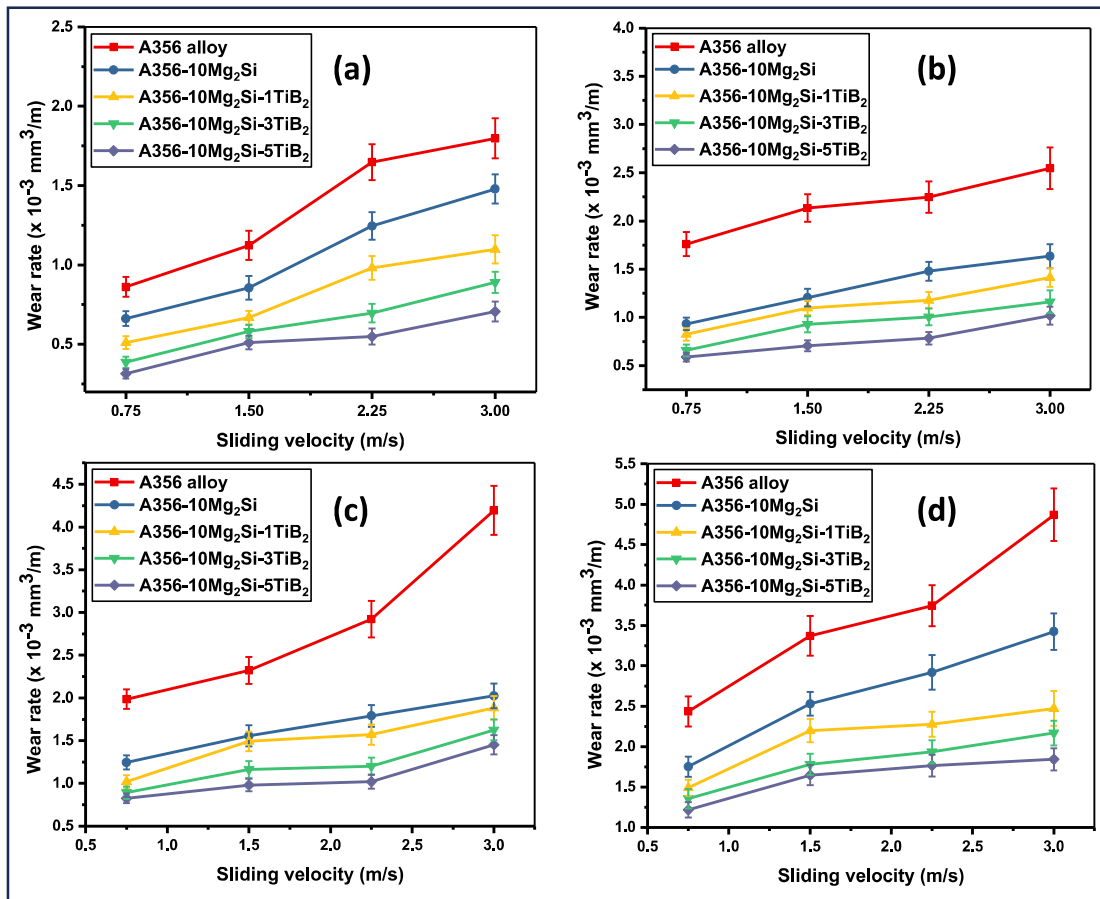 (a)
A356 alloy
A356-10Mg₂Si
A356-10Mg₂Si-1TiB₂
A356-10Mg₂Si-3TiB₂
A356-10Mg₂Si-5TiB₂
Wear rate (x 10⁻³ mm³/m)
2.5
2.0
1.5
1.0
0.5
0.75
1.50
2.25
3.00
Sliding velocity (m/s)
(b)
A356 alloy
A356-10Mg₂Si
A356-10Mg₂Si-1TiB₂
A356-10Mg₂Si-3TiB₂
A356-10Mg₂Si-5TiB₂
Wear rate (x 10⁻³ mm³/m)
4.0
3.5
3.0
2.5
2.0
1.5
1.0
0.5
0.75
1.50
2.25
3.00
Sliding velocity (m/s)
(c)
A356 alloy
A356-10Mg₂Si
A356-10Mg₂Si-1TiB₂
A356-10Mg₂Si-3TiB₂
A356-10Mg₂Si-5TiB₂
Wear rate (x 10⁻³ mm³/m)
4.5
4.0
3.5
3.0
2.5
2.0
1.5
1.0
0.5
0.5
1.0
1.5
2.0
2.5
3.0
Sliding velocity (m/s)
(d)
A356 alloy
A356-10Mg₂Si
A356-10Mg₂Si-1TiB₂
A356-10Mg₂Si-3TiB₂
A356-10Mg₂Si-5TiB₂
Wear rate (x 10⁻³ mm³/m)
5.5
5.0
4.5
4.0
3.5
3.0
2.5
2.0
1.5
1.0
0.5
1.0
1.5
2.0
2.5
3.0
Sliding velocity (m/s)